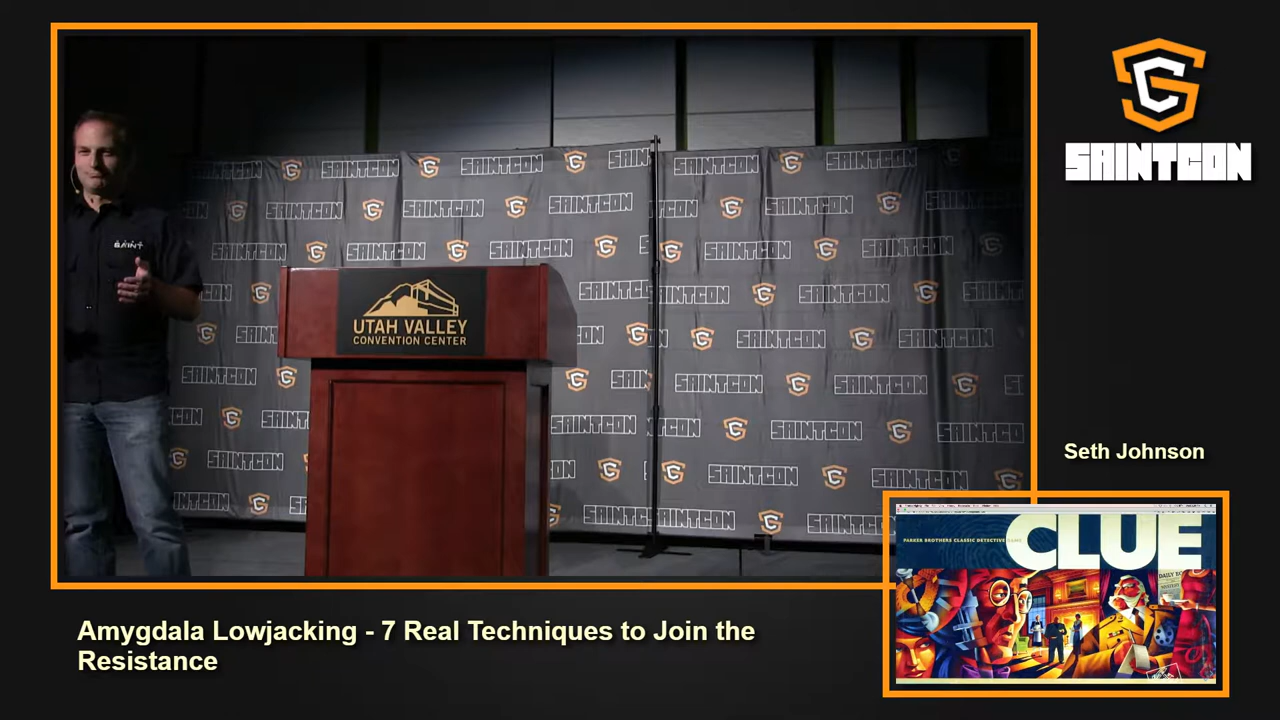 SAINTCON
SAINT
UTAH VALLEY
CONVENTION CENTER
Seth Johnson
PARKER BROTHERS CLASSIC DETECTIVE GAME
CLUE
Amygdala Lowjacking - 7 Real Techniques to Join the
Resistance